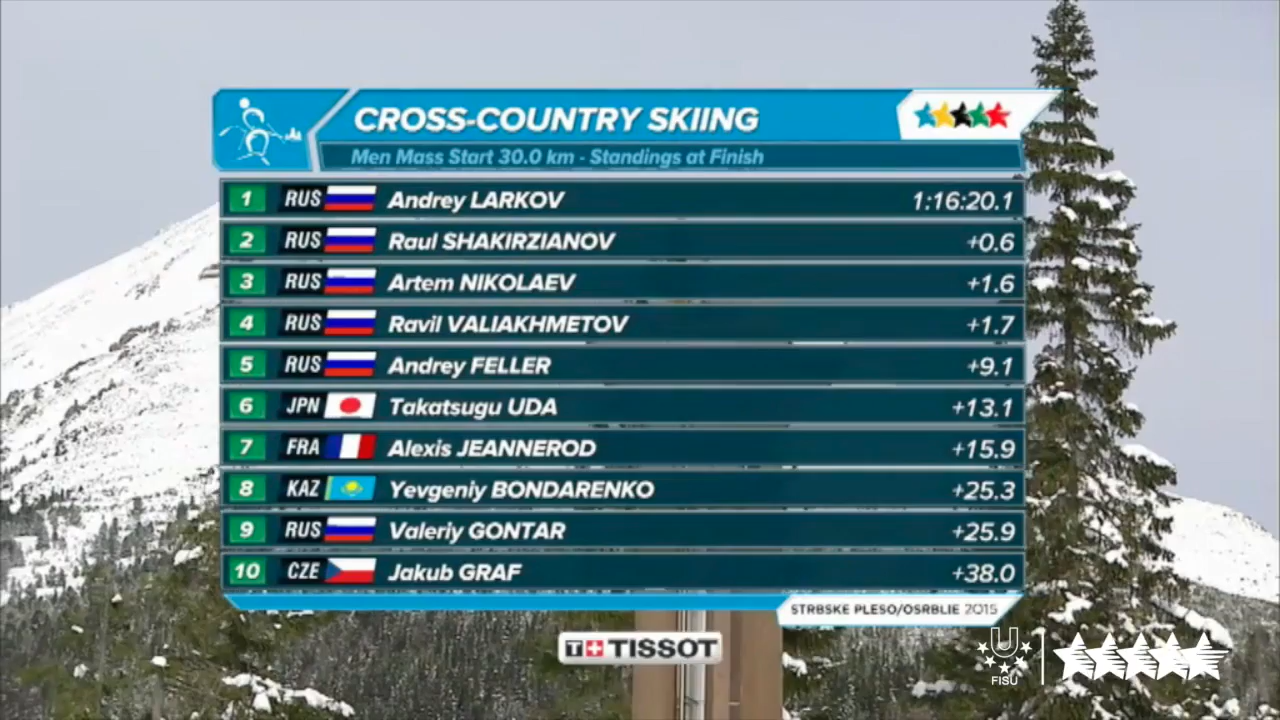 CROSS-COUNTRY SKIING
Men Mass Start 30.0 km - Standings at Finish
1 RUS Andrey LARKOV 1:16:20.1
2 RUS Raul SHAKIRZIANOV +0.6
3 RUS Artem NIKOLAEV +1.6
4 RUS Ravil VALIAKHMETOV +1.7
5 RUS Andrey FELLER +9.1
6 JPN Takatsugu UDA +13.1
7 FRA Alexis JEANNEROD +15.9
8 KAZ Yevgeniy BONDARENKO +25.3
9 RUS Valeriy GONTAR +25.9
10 CZE Jakub GRAF +38.0
STRBSKE PLESO/OSRBLIE 2015
T+ TISSOT
U
FISU